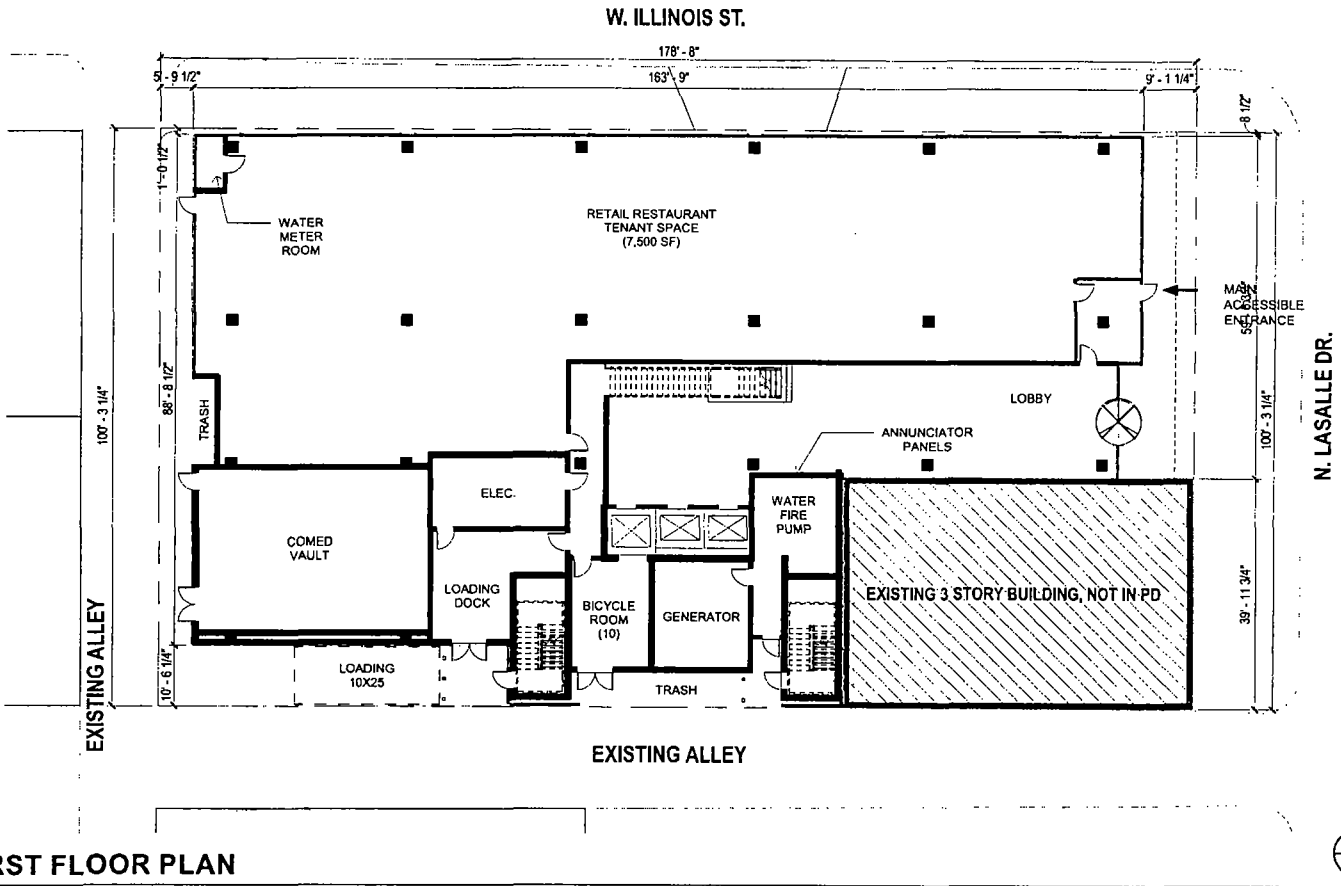 W. ILLINOIS ST.
178' - 8"
5' - 9 1/2"
163' - 9"
9' - 1 1/4"
8 1/2"
1' - 0 1/2"
WATER
METER
ROOM
RETAIL RESTAURANT
TENANT SPACE
(7,500 SF)
MAIN
ACCESSIBLE
ENTRANCE
N. LASALLE DR.
100' - 3 1/4"
88' - 8 1/2"
100' - 3 1/4"
TRASH
LOBBY
ANNUNCIATOR
PANELS
ELEC.
WATER
FIRE
PUMP
COMED
VAULT
LOADING
DOCK
BICYCLE
ROOM
(10)
GENERATOR
EXISTING 3 STORY BUILDING, NOT IN PD
39' - 11 3/4"
10' - 6 1/4"
LOADING
10X25
TRASH
EXISTING ALLEY
EXISTING ALLEY
RST FLOOR PLAN